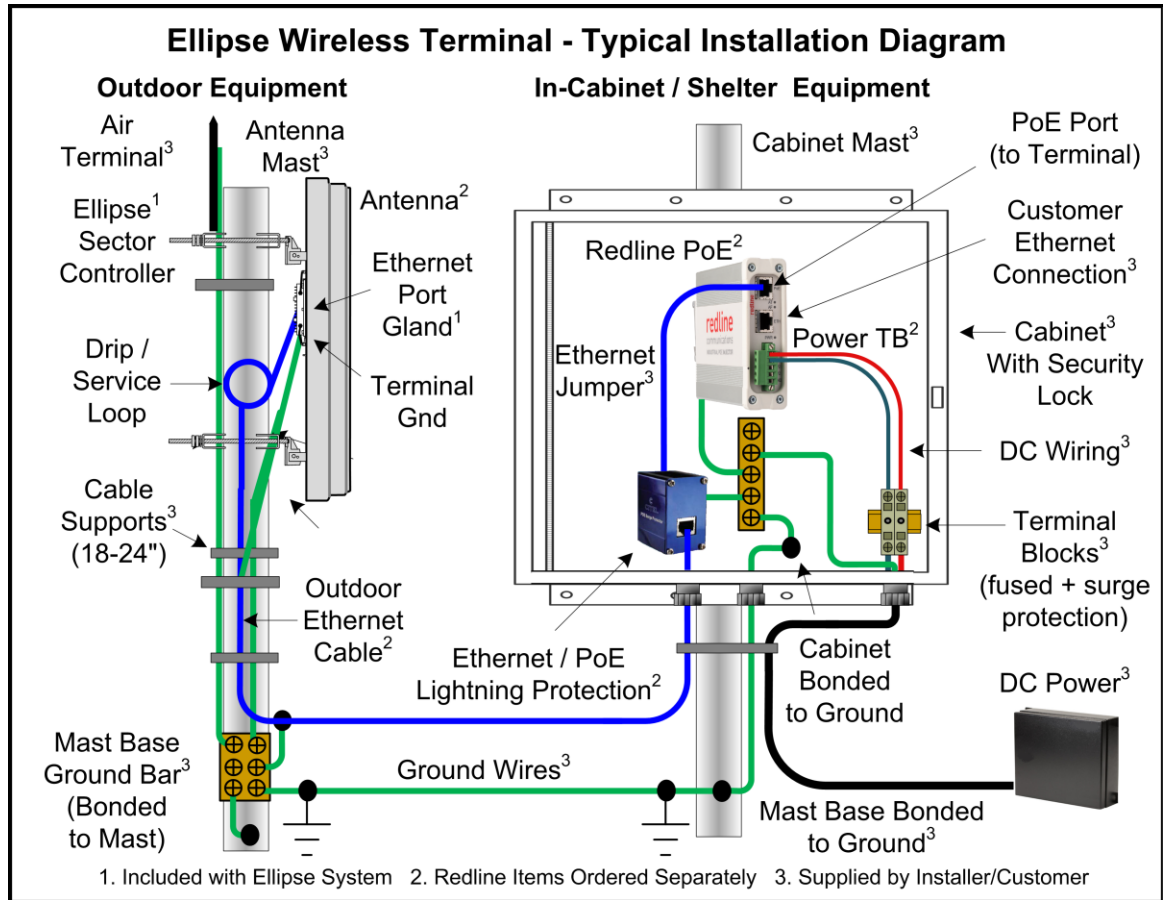 Ellipse Wireless Terminal - Typical Installation Diagram
Outdoor Equipment
In-Cabinet / Shelter Equipment
Air
Terminal³
Antenna
Mast³
Ellipse¹
Sector
Controller
Antenna²
Ethernet
Port
Gland¹
Drip /
Service
Loop
Terminal
Gnd
Cable
Supports³
(18-24")
Outdoor
Ethernet
Cable²
Mast Base
Ground Bar³
(Bonded
to Mast)
Ground Wires³
Cabinet Mast³
PoE Port
(to Terminal)
Redline PoE²
Customer
Ethernet
Connection³
redline
communications
redline
Ethernet
Jumper³
Power TB²
Cabinet³
With Security
Lock
DC Wiring³
Terminal
Blocks³
(fused + surge
protection)
Ethernet / PoE
Lightning Protection²
Cabinet
Bonded
to Ground
DC Power³
Mast Base Bonded
to Ground³
1. Included with Ellipse System 2. Redline Items Ordered Separately 3. Supplied by Installer/Customer